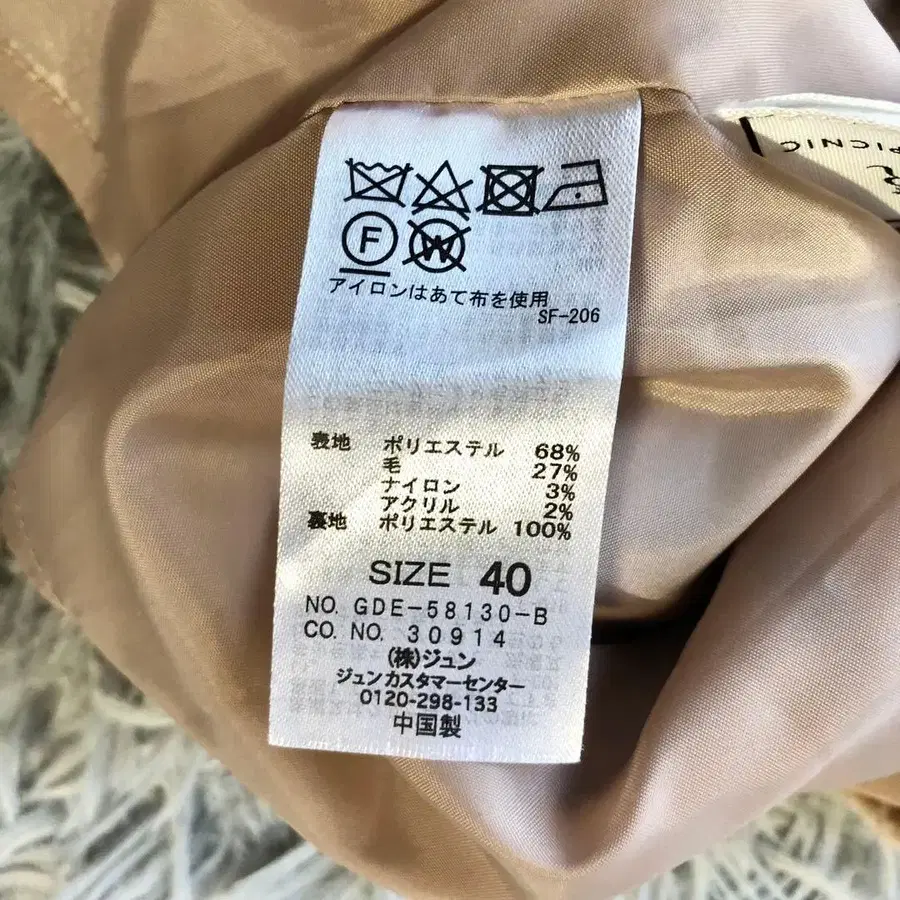 F
W
アイロンはあて布を使用
SF-206
表地 ポリエステル 68%
毛 27%
ナイロン 3%
アクリル 2%
裏地 ポリエステル 100%
SIZE 40
NO. GDE-58130-B
CO. NO. 30914
(株)ジュン
ジュンカスタマーセンター
0120-298-133
中国製
PICNIC